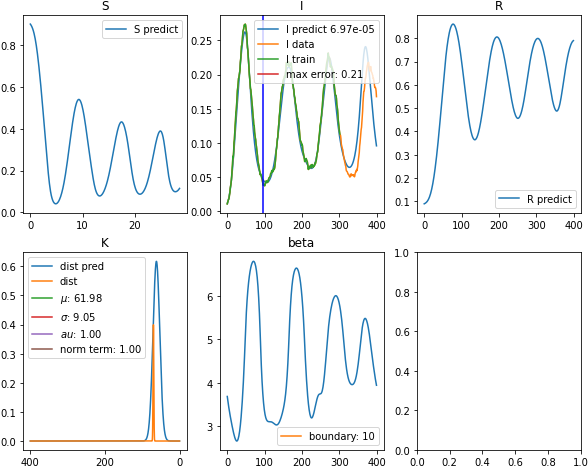 S
I
R
S predict
I predict 6.97e-05
I data
I train
max error: 0.21
R predict
0.8
0.6
0.4
0.2
0.0
0.25
0.20
0.15
0.10
0.05
0.00
0.8
0.7
0.6
0.5
0.4
0.3
0.2
0.1
0 10 20
0 100 200 300 400
0 100 200 300 400
K
beta
dist pred
dist
μ: 61.98
σ: 9.05
au: 1.00
norm term: 1.00
boundary: 10
0.6
0.5
0.4
0.3
0.2
0.1
0.0
6
5
4
3
1.0
0.8
0.6
0.4
0.2
0.0
400 200 0
0 100 200 300 400
0.0 0.2 0.4 0.6 0.8 1.0